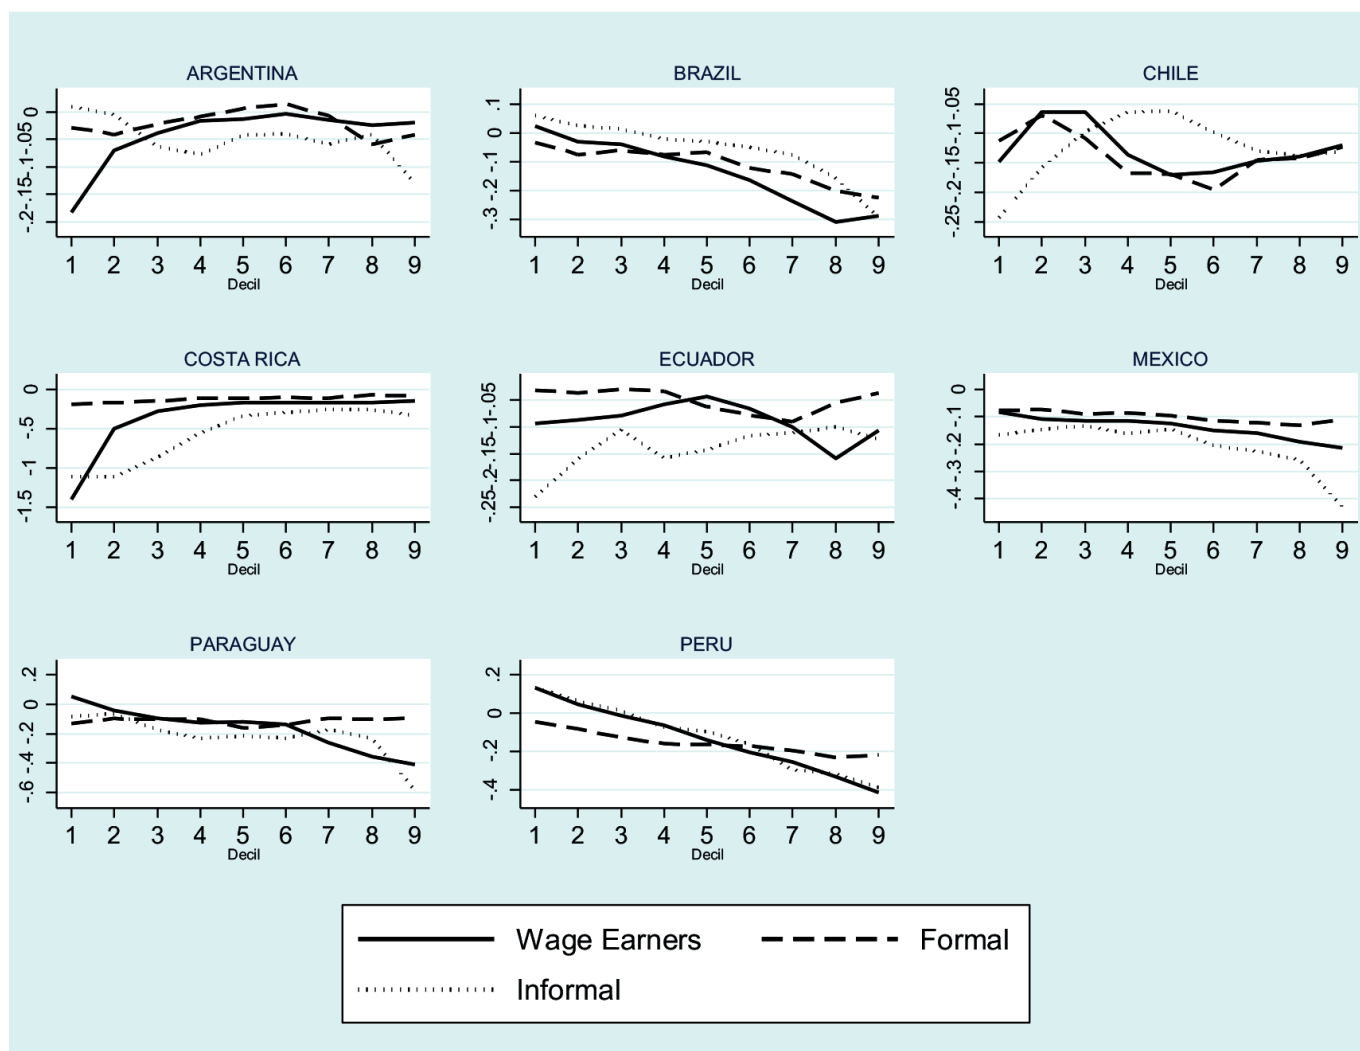 ARGENTINA
0
-.05
-.1
-.15
-.2
1 2 3 4 5 6 7 8 9
Decil
BRAZIL
.1
0
-.1
-.2
-.3
1 2 3 4 5 6 7 8 9
Decil
CHILE
-.05
-.1
-.15
-.2
-.25
1 2 3 4 5 6 7 8 9
Decil
COSTA RICA
0
-.5
-1
-1.5
1 2 3 4 5 6 7 8 9
Decil
ECUADOR
-.05
-.1
-.15
-.2
-.25
1 2 3 4 5 6 7 8 9
Decil
MEXICO
0
-.1
-.2
-.3
-.4
1 2 3 4 5 6 7 8 9
Decil
PARAGUAY
.2
0
-.2
-.4
-.6
1 2 3 4 5 6 7 8 9
Decil
PERU
.2
0
-.2
-.4
1 2 3 4 5 6 7 8 9
Decil
Wage Earners
Formal
Informal